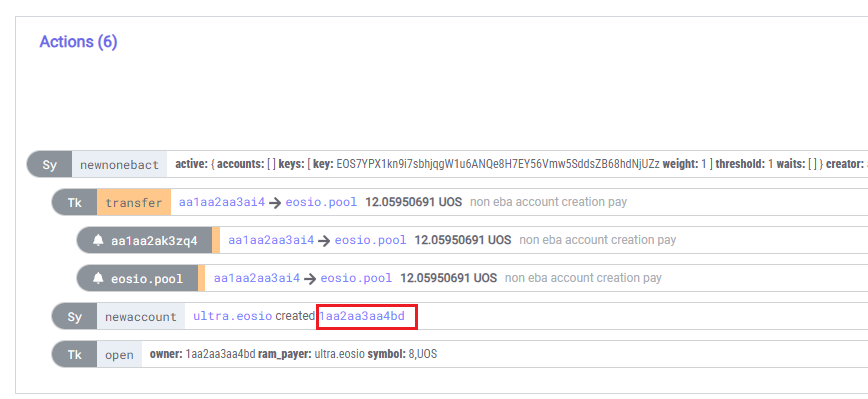 Actions (6)
Sy newnonebact active: { accounts: [ ] keys: [ key: EOS7YPX1kn9i7sbhjqgW1u6ANQe8H7EY56Vmw5SddsZB68hdNjUZz weight: 1 ] threshold: 1 waits: [ ] } creator:
Tk transfer aa1aa2aa3ai4 → eosio.pool 12.05950691 UOS non eba account creation pay
aa1aa2ak3zq4 aa1aa2aa3ai4 → eosio.pool 12.05950691 UOS non eba account creation pay
eosio.pool aa1aa2aa3ai4 → eosio.pool 12.05950691 UOS non eba account creation pay
Sy newaccount ultra.eosio created 1aa2aa3aa4bd
Tk open owner: 1aa2aa3aa4bd ram_payer: ultra.eosio symbol: 8,UOS